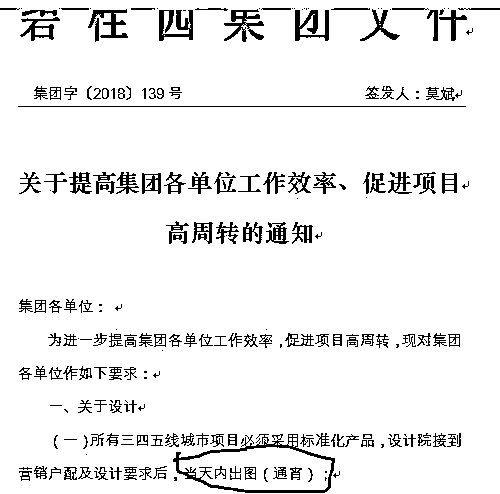 集团文件
集团字〔2018〕139号 签发人：莫斌
关于提高集团各单位工作效率、促进项目
高周转的通知
集团各单位：
为进一步提高集团各单位工作效率，促进项目高周转，现对集团
各单位作如下要求：
一、关于设计
（一）所有三四五线城市项目必须采用标准化产品，设计院接到
营销户配及设计要求后，当天内出图（通宵）；